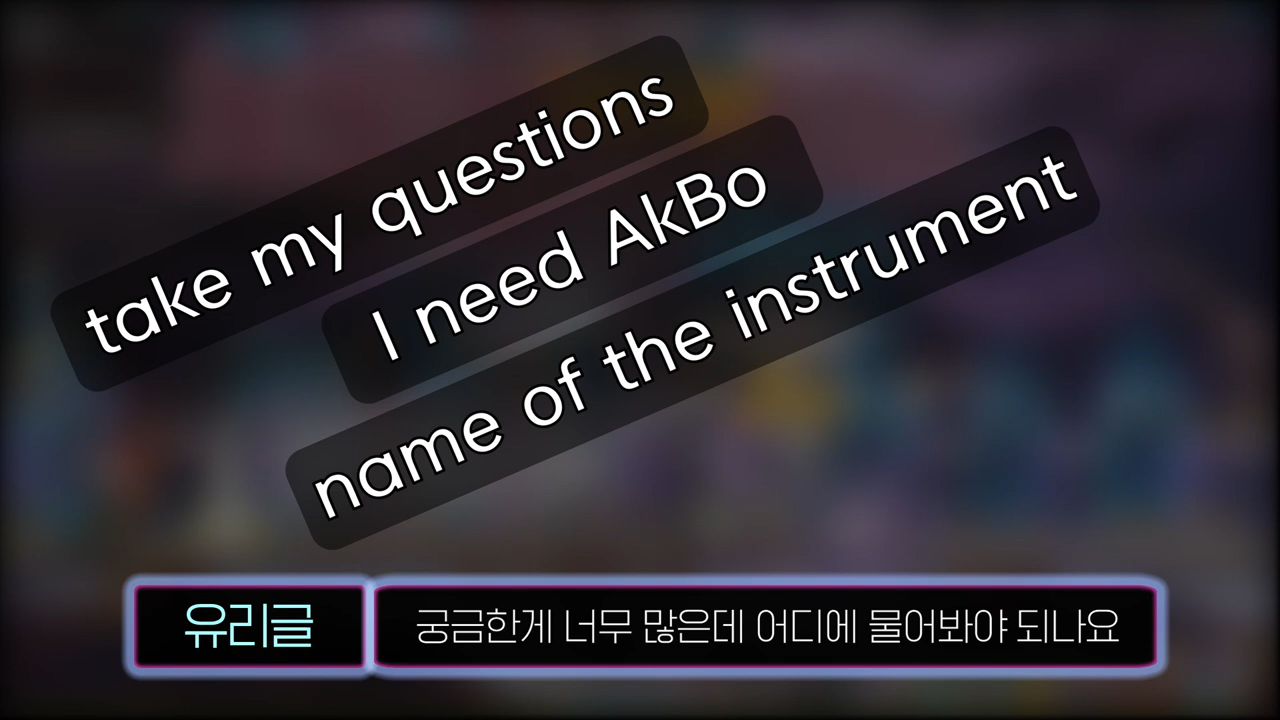 take my questions
I need AkBo
name of the instrument
유리글
궁금한게 너무 많은데 어디에 물어봐야 되나요